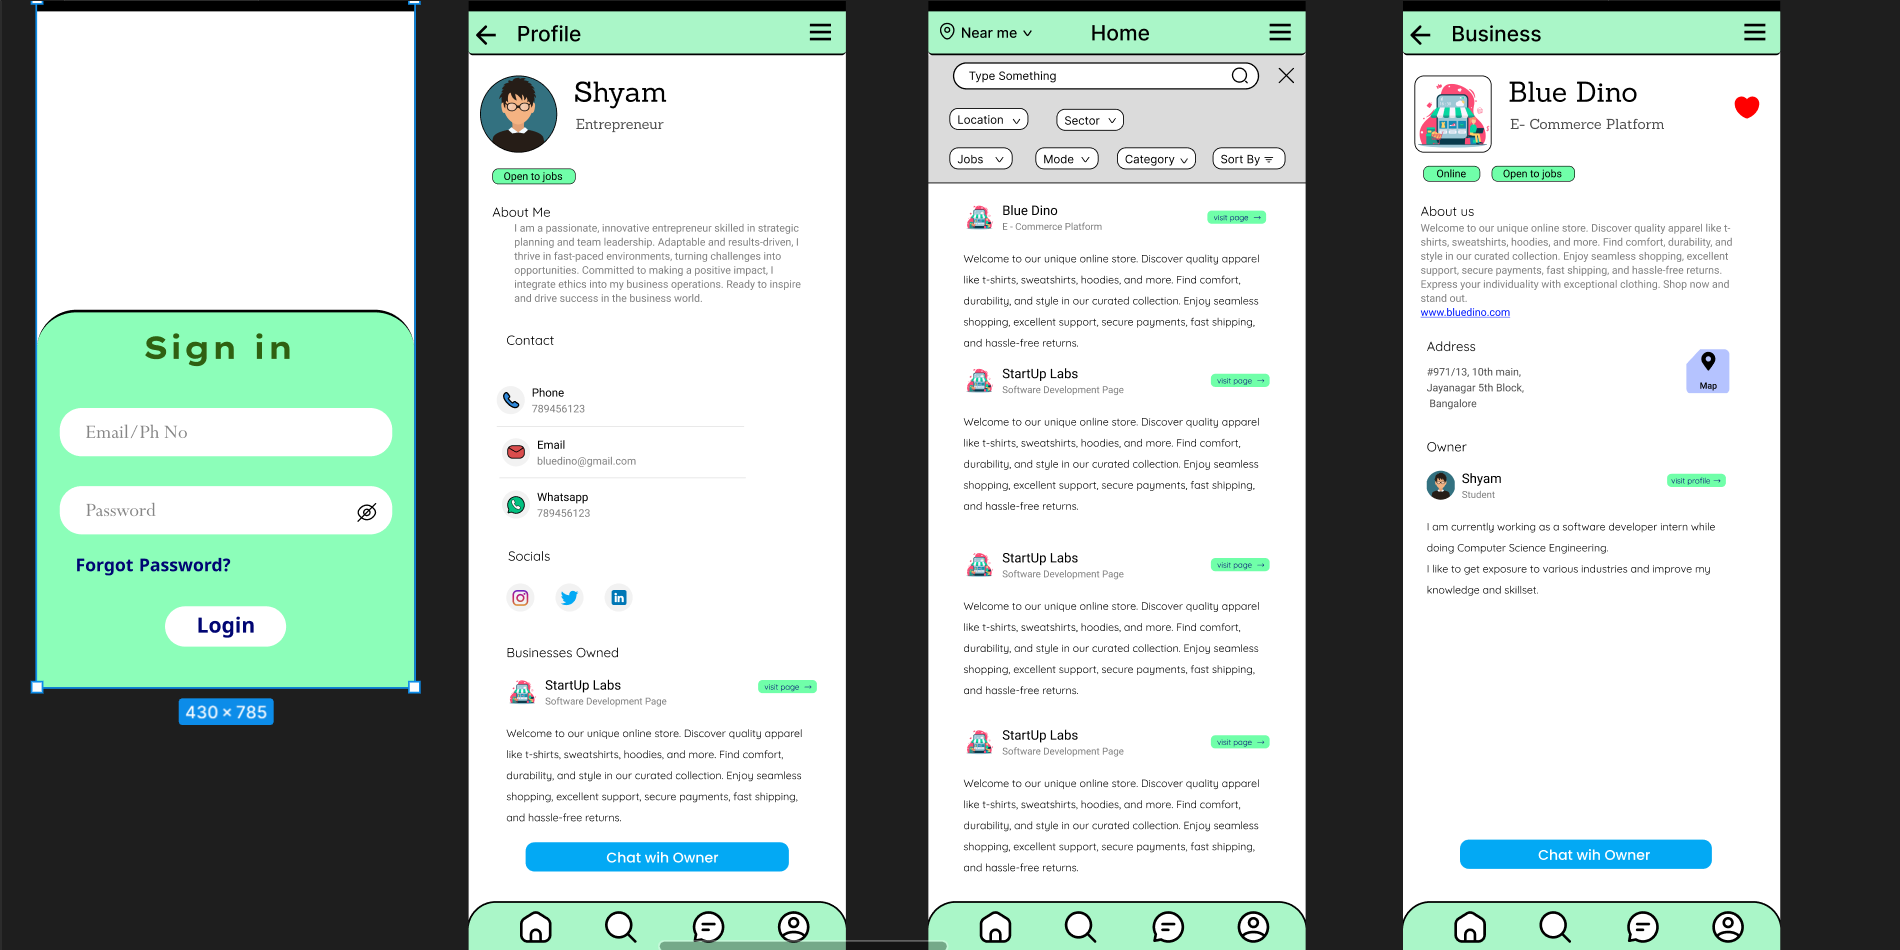 Sign in
Email/Ph No
Password
Forgot Password?
Login
430 × 785
Profile
Shyam
Entrepreneur
Open to jobs
About Me
I am a passionate, innovative entrepreneur skilled in strategic
planning and team leadership. Adaptable and results-driven, I
thrive in fast-paced environments, turning challenges into
opportunities. Committed to making a positive impact, I
integrate ethics into my business operations. Ready to inspire
and drive success in the business world.
Contact
Phone
789456123
Email
bluedino@gmail.com
Whatsapp
789456123
Socials
Businesses Owned
StartUp Labs
Software Development Page
visit page →
Welcome to our unique online store. Discover quality apparel
like t-shirts, sweatshirts, hoodies, and more. Find comfort,
durability, and style in our curated collection. Enjoy seamless
shopping, excellent support, secure payments, fast shipping,
and hassle-free returns.
Chat wih Owner
Near me
Home
Type Something
Location
Sector
Jobs
Mode
Category
Sort By
Blue Dino
E - Commerce Platform
visit page →
Welcome to our unique online store. Discover quality apparel
like t-shirts, sweatshirts, hoodies, and more. Find comfort,
durability, and style in our curated collection. Enjoy seamless
shopping, excellent support, secure payments, fast shipping,
and hassle-free returns.
StartUp Labs
Software Development Page
visit page →
Welcome to our unique online store. Discover quality apparel
like t-shirts, sweatshirts, hoodies, and more. Find comfort,
durability, and style in our curated collection. Enjoy seamless
shopping, excellent support, secure payments, fast shipping,
and hassle-free returns.
StartUp Labs
Software Development Page
visit page →
Welcome to our unique online store. Discover quality apparel
like t-shirts, sweatshirts, hoodies, and more. Find comfort,
durability, and style in our curated collection. Enjoy seamless
shopping, excellent support, secure payments, fast shipping,
and hassle-free returns.
StartUp Labs
Software Development Page
visit page →
Welcome to our unique online store. Discover quality apparel
like t-shirts, sweatshirts, hoodies, and more. Find comfort,
durability, and style in our curated collection. Enjoy seamless
shopping, excellent support, secure payments, fast shipping,
and hassle-free returns.
Business
Blue Dino
E- Commerce Platform
Online
Open to jobs
About us
Welcome to our unique online store. Discover quality apparel like t-
shirts, sweatshirts, hoodies, and more. Find comfort, durability, and
style in our curated collection. Enjoy seamless shopping, excellent
support, secure payments, fast shipping, and hassle-free returns.
Express your individuality with exceptional clothing. Shop now and
stand out.
www.bluedino.com
Address
#971/13, 10th main,
Jayanagar 5th Block,
Bangalore
Map
Owner
Shyam
Student
visit profile →
I am currently working as a software developer intern while
doing Computer Science Engineering.
I like to get exposure to various industries and improve my
knowledge and skillset.
Chat wih Owner